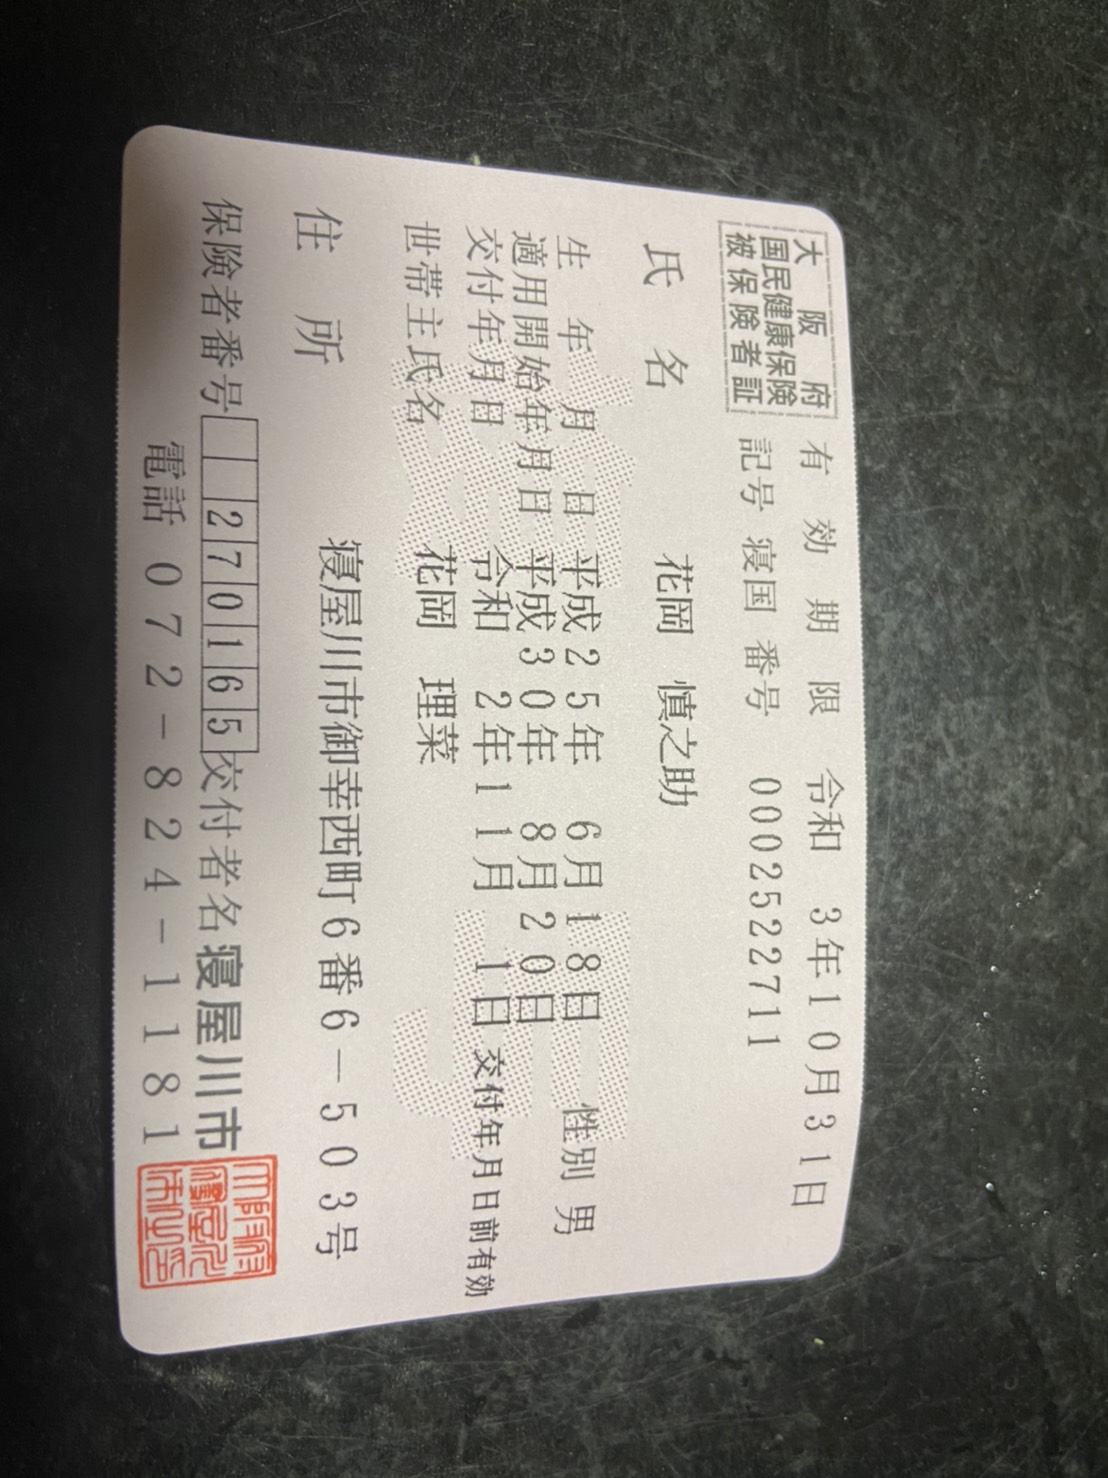 大阪府
国民健康保険
被保険者証
有効期限 令和 3年10月31日
記号 寝国 番号 0002522711
氏名 花岡 慎之助
生年月日 平成25年 6月18日 性別 男
適用開始年月日 平成30年 8月20日
交付年月日 令和 2年11月 1日 交付年月日前有効
世帯主氏名 花岡 理菜
住所 寝屋川市御幸西町6番6-503号
保険者番号 270165 交付者名 寝屋川市
電話 072-824-1181